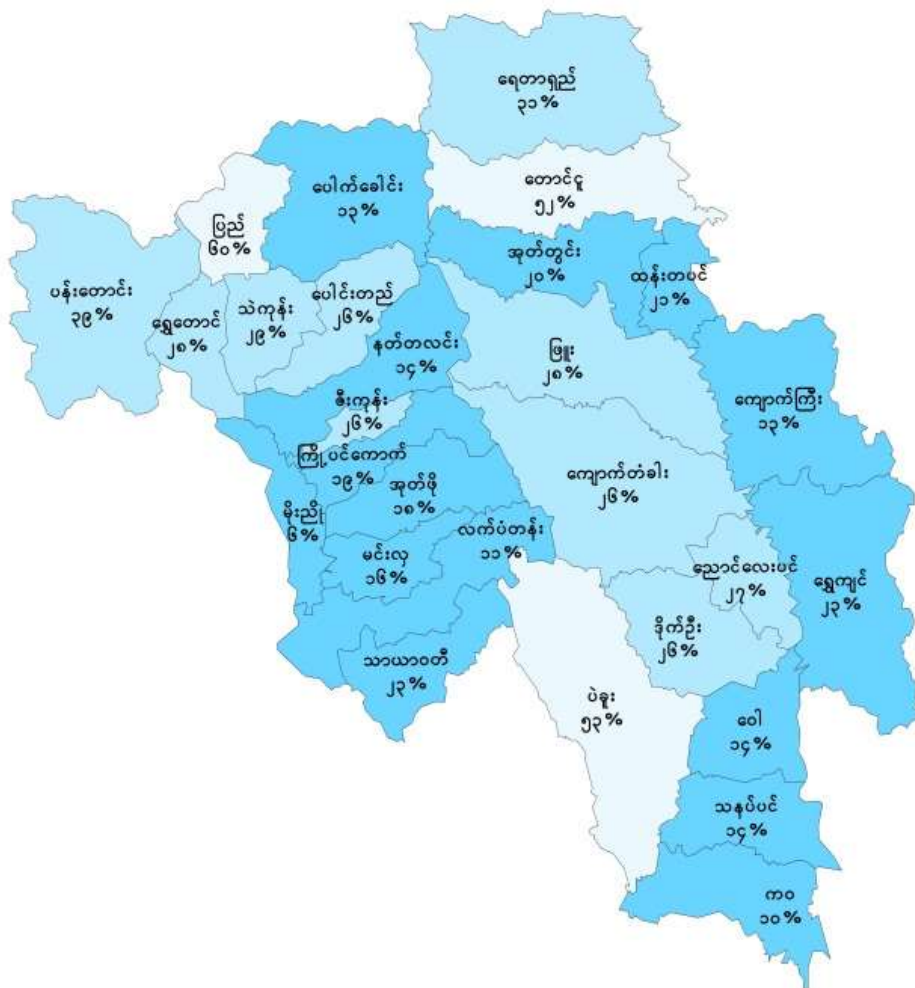 ရေတာရှည်
၃၁%
တောင်ငူ
၅၂%
ပေါက်ခေါင်း
၁၃%
ပြည်
၆၀%
အုတ်တွင်း
၂၀%
ထန်းတပင်
၂၁%
ပန်းတောင်း
၃၉%
ရွှေတောင်
၂၈%
သဲကုန်း
၂၉%
ပေါင်းတည်
၂၆%
နတ်တလင်း
၁၄%
ဖြူး
၂၈%
ကျောက်ကြီး
၁၃%
ဇီးကုန်း
၂၆%
ကြို့ပင်ကောက်
၁၉%
အုတ်ဖို
၁၈%
ကျောက်တံခါး
၂၆%
မိုးညို
၆%
မင်းလှ
၁၆%
လက်ပံတန်း
၁၁%
ညောင်လေးပင်
၂၇%
ရွှေကျင်
၂၃%
ဒိုက်ဦး
၂၆%
သာယာဝတီ
၂၃%
ပဲခူး
၅၃%
ဝေါ
၁၄%
သနပ်ပင်
၁၄%
ကဝ
၁၀%